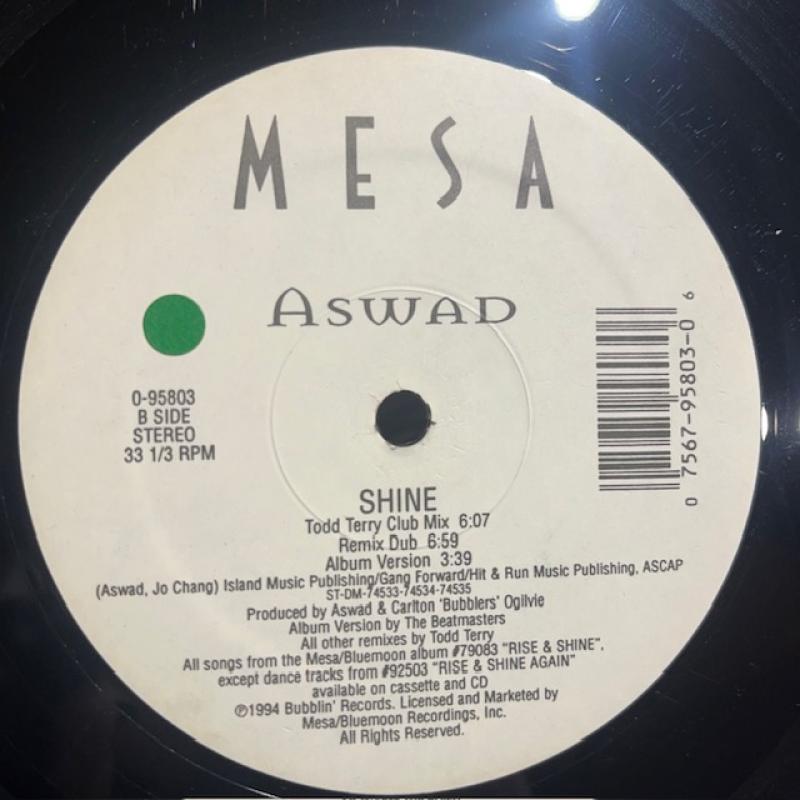 MESA
ASWAD
0-95803
B SIDE
STEREO
33 1/3 RPM
0 7567-95803-0 6
SHINE
Todd Terry Club Mix 6:07
Remix Dub 6:59
Album Version 3:39
(Aswad, Jo Chang) Island Music Publishing/Gang Forward/Hit & Run Music Publishing, ASCAP
ST-DM-74533-74534-74535
Produced by Aswad & Carlton 'Bubblers' Ogilvie
Album Version by The Beatmasters
All other remixes by Todd Terry
All songs from the Mesa/Bluemoon album #79083 "RISE & SHINE",
except dance tracks from #92503 "RISE & SHINE AGAIN"
available on cassette and CD
℗1994 Bubblin' Records. Licensed and Marketed by
Mesa/Bluemoon Recordings, Inc.
All Rights Reserved.